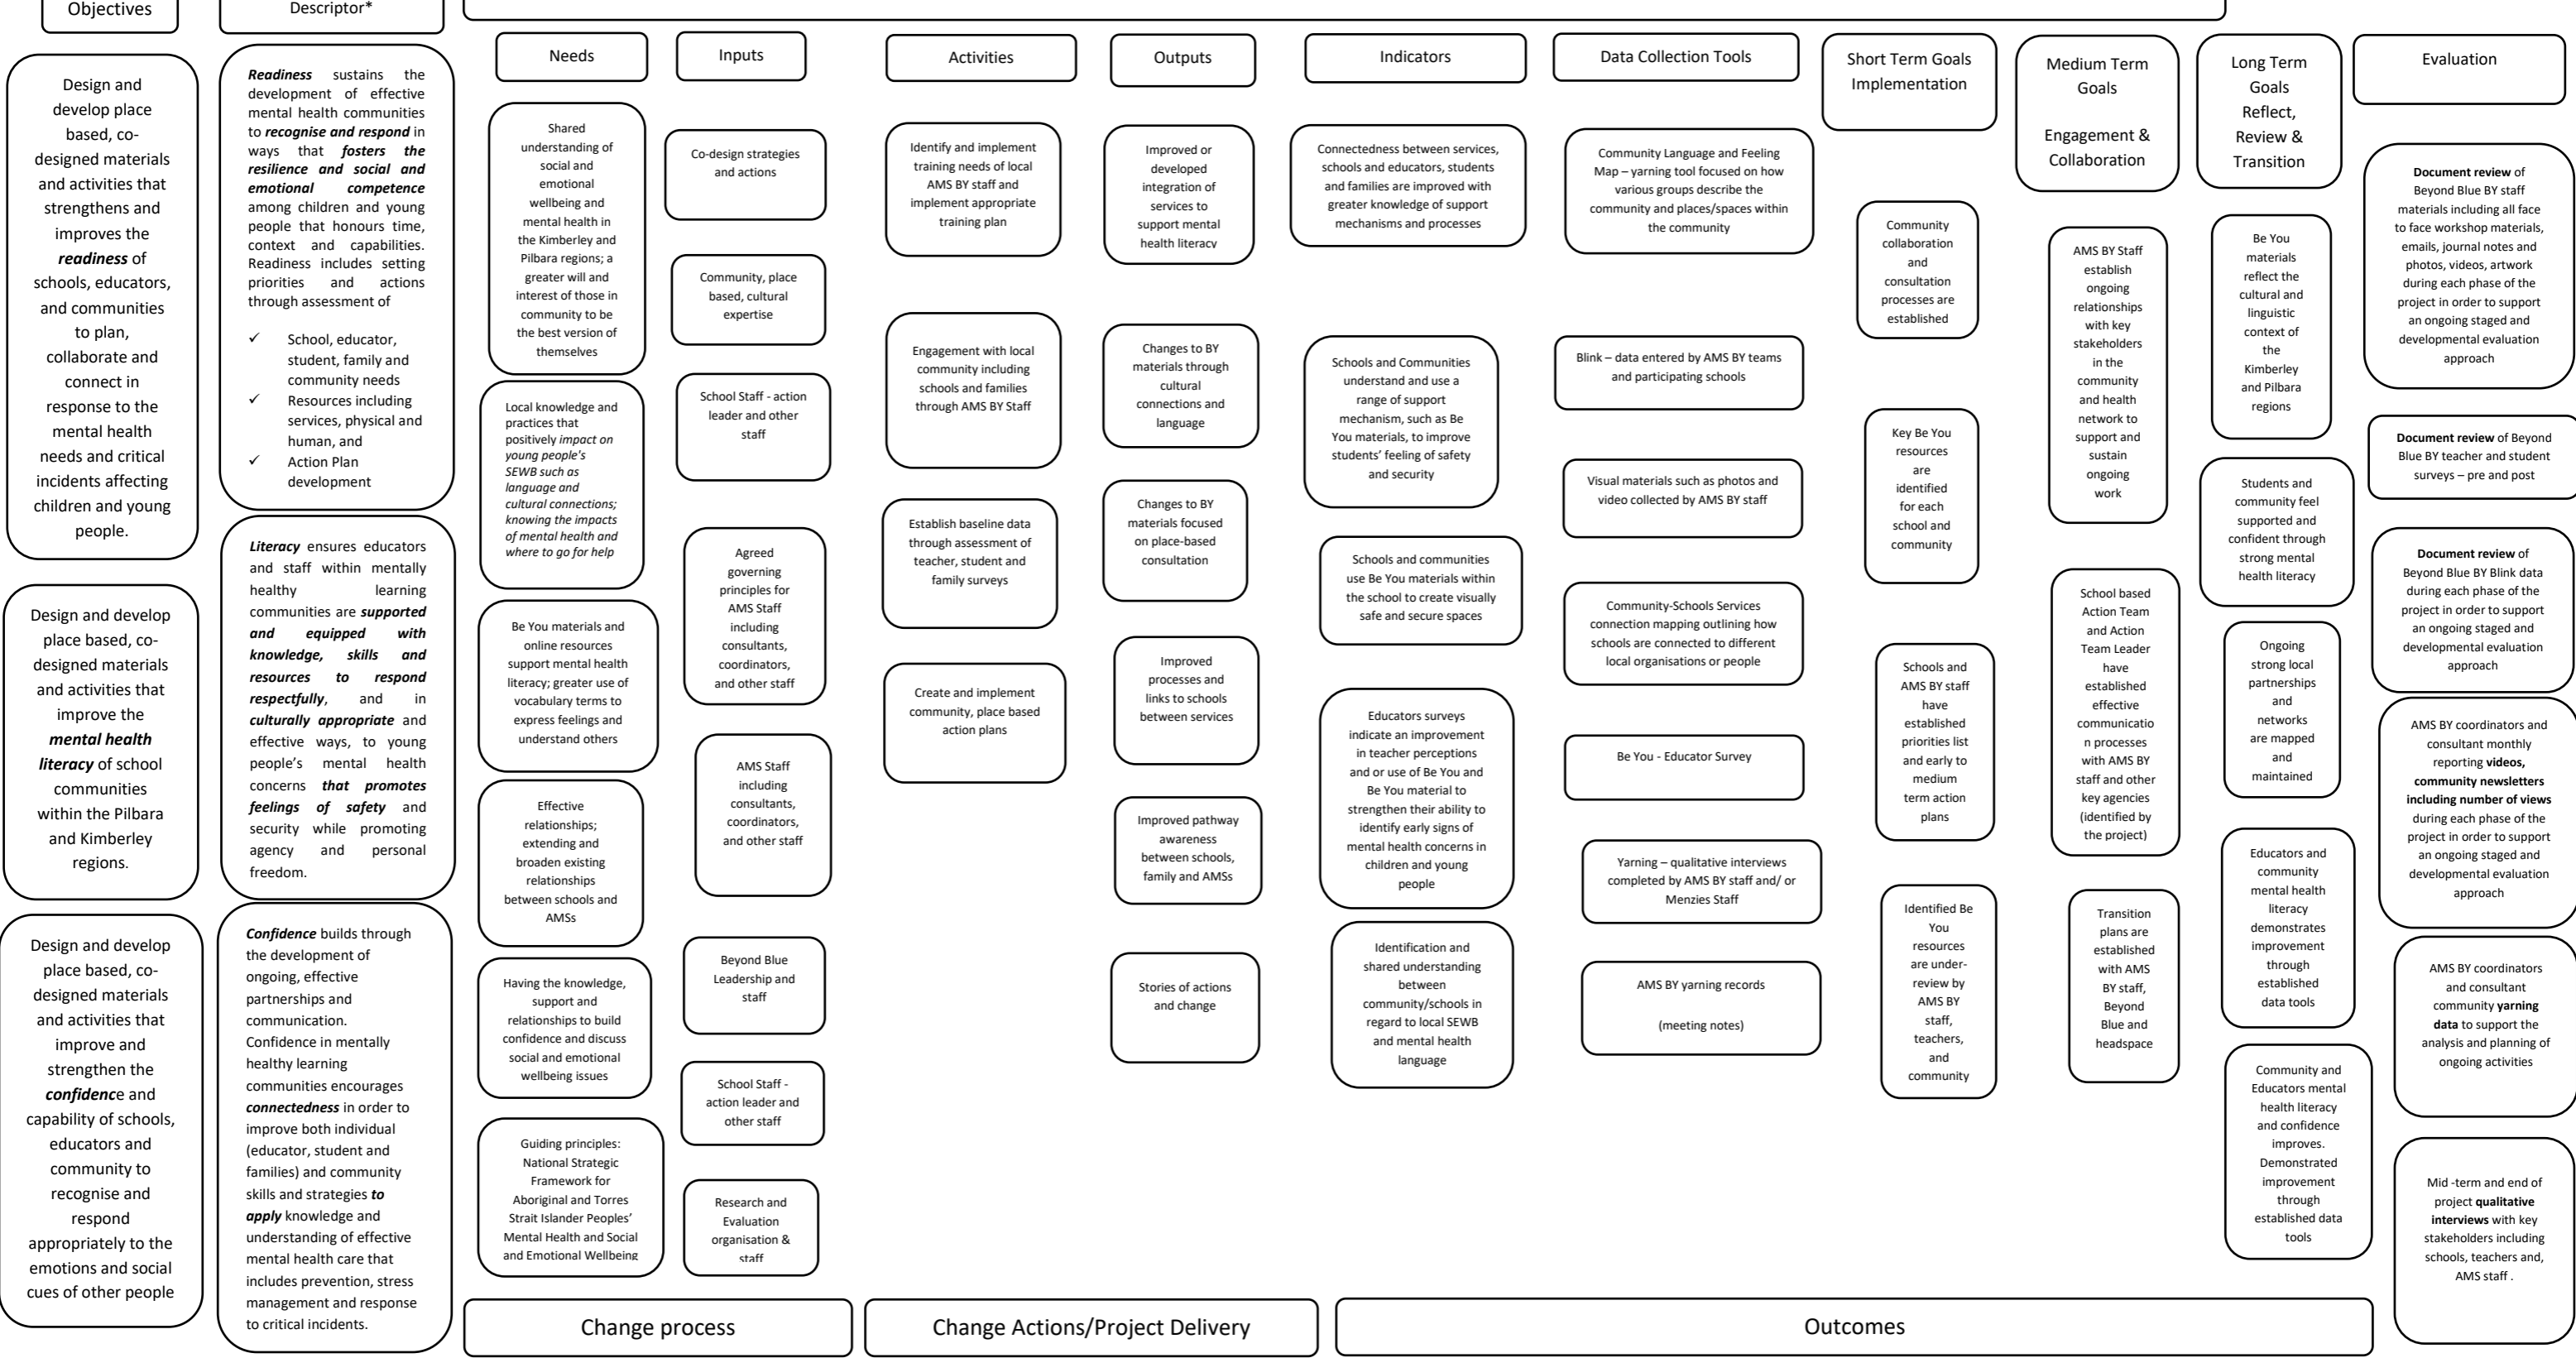 Objectives
Descriptor*
Design and
develop place
based, co-
designed materials
and activities that
strengthens and
improves the
readiness of
schools, educators,
and communities
to plan,
collaborate and
connect in
response to the
mental health
needs and critical
incidents affecting
children and young
people.
Design and develop
place based, co-
designed materials
and activities that
improve the
mental health
literacy of school
communities
within the Pilbara
and Kimberley
regions.
Design and develop
place based, co-
designed materials
and activities that
improve and
strengthen the
confidence and
capability of schools,
educators and
community to
recognise and
respond
appropriately to the
emotions and social
cues of other people
Readiness sustains the
development of effective
mental health communities
to recognise and respond in
ways that fosters the
resilience and social and
emotional competence
among children and young
people that honours time,
context and capabilities.
Readiness includes setting
priorities and actions
through assessment of
✓ School, educator,
student, family and
community needs
✓ Resources including
services, physical and
human, and
✓ Action Plan
development
Literacy ensures educators
and staff within mentally
healthy learning
communities are supported
and equipped with
knowledge, skills and
resources to respond
respectfully, and in
culturally appropriate and
effective ways, to young
people's mental health
concerns that promotes
feelings of safety and
security while promoting
agency and personal
freedom.
Confidence builds through
the development of
ongoing, effective
partnerships and
communication.
Confidence in mentally
healthy learning
communities encourages
connectedness in order to
improve both individual
(educator, student and
families) and community
skills and strategies to
apply knowledge and
understanding of effective
mental health care that
includes prevention, stress
management and response
to critical incidents.
Needs
Shared
understanding of
social and
emotional
wellbeing and
mental health in
the Kimberley and
Pilbara regions; a
greater will and
interest of those in
community to be
the best version of
themselves
Local knowledge and
practices that
positively impact on
young people's
SEWB such as
language and
cultural connections;
knowing the impacts
of mental health and
where to go for help
Be You materials and
online resources
support mental health
literacy; greater use of
vocabulary terms to
express feelings and
understand others
Effective
relationships;
extending and
broaden existing
relationships
between schools and
AMSs
Having the knowledge,
support and
relationships to build
confidence and discuss
social and emotional
wellbeing issues
Guiding principles:
National Strategic
Framework for
Aboriginal and Torres
Strait Islander Peoples'
Mental Health and Social
and Emotional Wellbeing
Inputs
Co-design strategies
and actions
Community, place
based, cultural
expertise
School Staff - action
leader and other
staff
Agreed
governing
principles for
AMS Staff
including
consultants,
coordinators,
and other staff
AMS Staff
including
consultants,
coordinators,
and other staff
Beyond Blue
Leadership and
staff
School Staff -
action leader and
other staff
Research and
Evaluation
organisation &
staff
Activities
Identify and implement
training needs of local
AMS BY staff and
implement appropriate
training plan
Engagement with local
community including
schools and families
through AMS BY Staff
Establish baseline data
through assessment of
teacher, student and
family surveys
Create and implement
community, place based
action plans
Outputs
Improved or
developed
integration of
services to
support mental
health literacy
Changes to BY
materials through
cultural
connections and
language
Changes to BY
materials focused
on place-based
consultation
Improved
processes and
links to schools
between services
Improved pathway
awareness
between schools,
family and AMSs
Stories of actions
and change
Indicators
Connectedness between services,
schools and educators, students
and families are improved with
greater knowledge of support
mechanisms and processes
Schools and Communities
understand and use a
range of support
mechanism, such as Be
You materials, to improve
students' feeling of safety
and security
Schools and communities
use Be You materials within
the school to create visually
safe and secure spaces
Educators surveys
indicate an improvement
in teacher perceptions
and or use of Be You and
Be You material to
strengthen their ability to
identify early signs of
mental health concerns in
children and young
people
Identification and
shared understanding
between
community/schools in
regard to local SEWB
and mental health
language
Data Collection Tools
Community Language and Feeling
Map – yarning tool focused on how
various groups describe the
community and places/spaces within
the community
Blink – data entered by AMS BY teams
and participating schools
Visual materials such as photos and
video collected by AMS BY staff
Community-Schools Services
connection mapping outlining how
schools are connected to different
local organisations or people
Be You - Educator Survey
Yarning – qualitative interviews
completed by AMS BY staff and/ or
Menzies Staff
AMS BY yarning records
(meeting notes)
Short Term Goals
Implementation
Community
collaboration
and
consultation
processes are
established
Key Be You
resources
are
identified
for each
school and
community
Schools and
AMS BY staff
have
established
priorities list
and early to
medium
term action
plans
Identified Be
You
resources
are under-
review by
AMS BY
staff,
teachers,
and
community
Medium Term
Goals
Engagement &
Collaboration
AMS BY Staff
establish
ongoing
relationships
with key
stakeholders
in the
community
and health
network to
support and
sustain
ongoing
work
School based
Action Team
and Action
Team Leader
have
established
effective
communicatio
n processes
with AMS BY
staff and other
key agencies
(identified by
the project)
Transition
plans are
established
with AMS
BY staff,
Beyond
Blue and
headspace
Long Term
Goals
Reflect,
Review &
Transition
Be You
materials
reflect the
cultural and
linguistic
context of
the
Kimberley
and Pilbara
regions
Students and
community feel
supported and
confident through
strong mental
health literacy
Ongoing
strong local
partnerships
and
networks
are mapped
and
maintained
Educators and
community
mental health
literacy
demonstrates
improvement
through
established
data tools
Community and
Educators mental
health literacy
and confidence
improves.
Demonstrated
improvement
through
established data
tools
Evaluation
Document review of
Beyond Blue BY staff
materials including all face
to face workshop materials,
emails, journal notes and
photos, videos, artwork
during each phase of the
project in order to support
an ongoing staged and
developmental evaluation
approach
Document review of Beyond
Blue BY teacher and student
surveys – pre and post
Document review of
Beyond Blue BY Blink data
during each phase of the
project in order to support
an ongoing staged and
developmental evaluation
approach
AMS BY coordinators and
consultant monthly
reporting videos,
community newsletters
including number of views
during each phase of the
project in order to support
an ongoing staged and
developmental evaluation
approach
AMS BY coordinators
and consultant
community yarning
data to support the
analysis and planning of
ongoing activities
Mid -term and end of
project qualitative
interviews with key
stakeholders including
schools, teachers and,
AMS staff .
Change process
Change Actions/Project Delivery
Outcomes